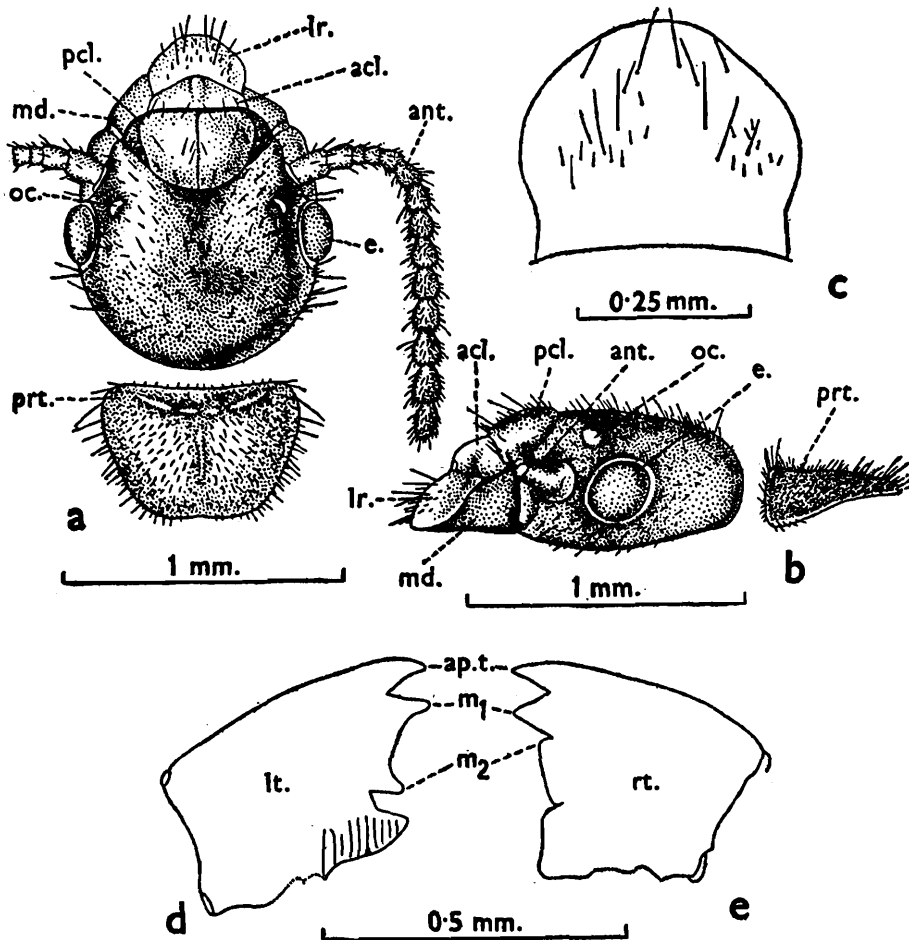 lr.
pcl.
acl.
md.
ant.
oc.
e.
prt.
a
1 mm.
c
0·25 mm.
acl.
pcl.
ant.
oc.
e.
prt.
lr.
md.
b
1 mm.
ap.t.
m1
m2
lt.
rt.
d
e
0·5 mm.